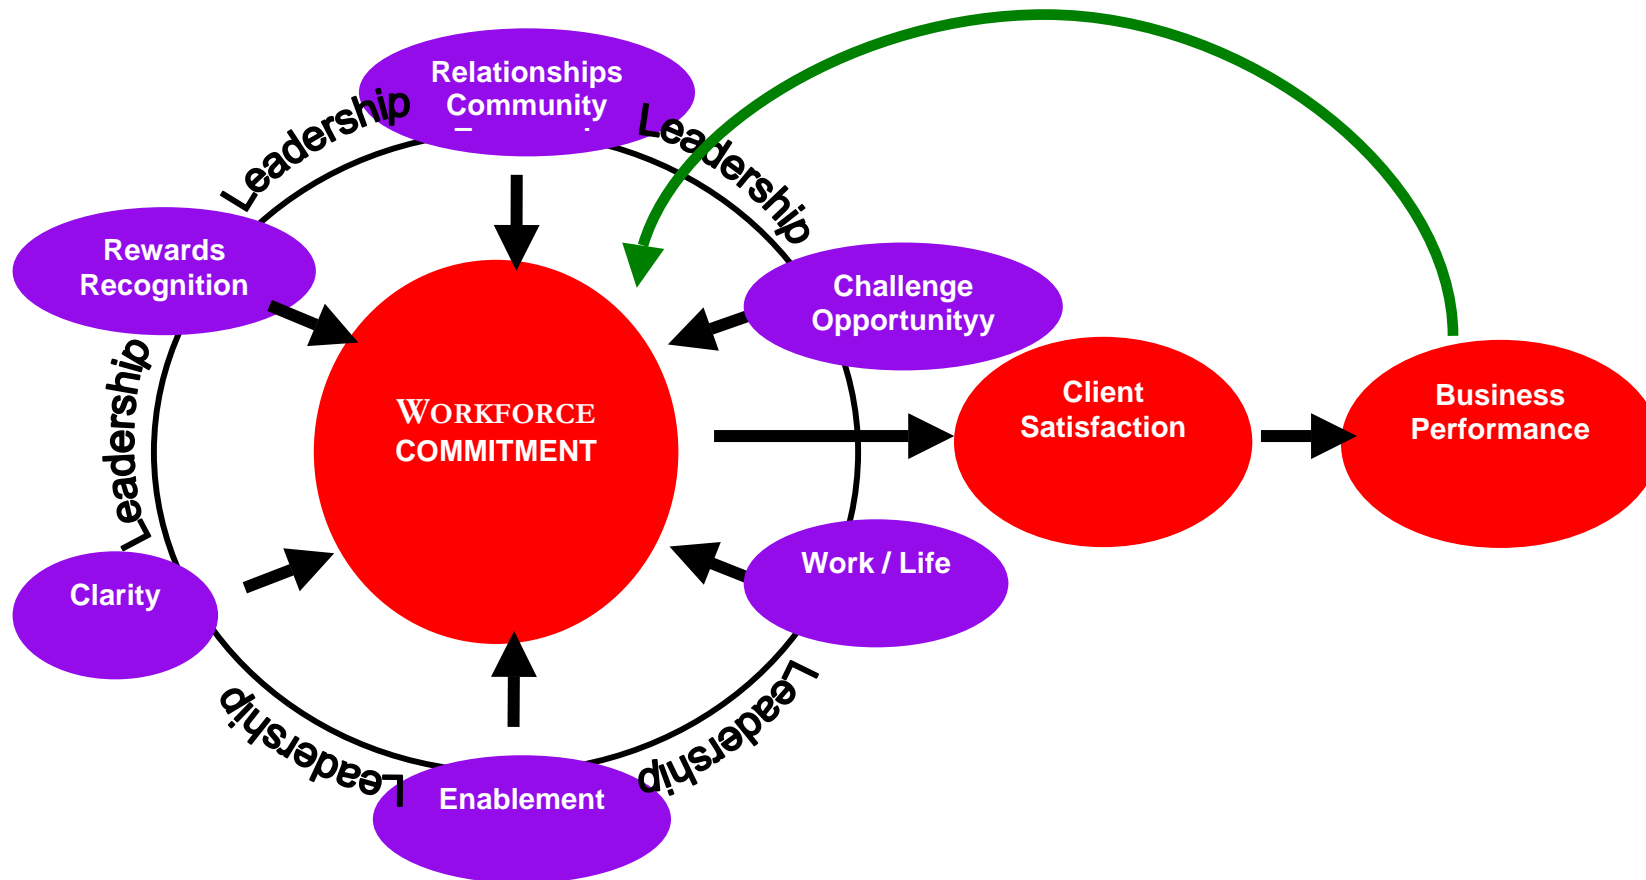 Relationships
Community
Leadership
Leadership
Rewards
Recognition
Challenge
Opportunityy
Leadership
WORKFORCE
COMMITMENT
Client
Satisfaction
Business
Performance
Clarity
Work / Life
Leadership
Leadership
Enablement